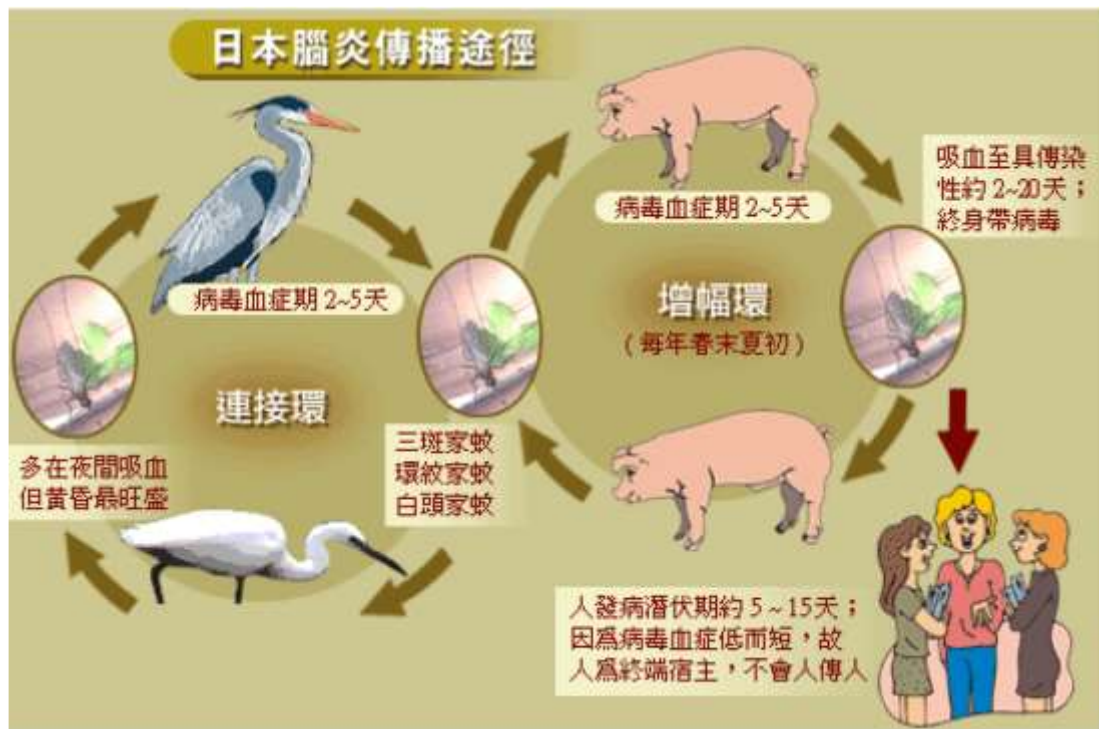 日本腦炎傳播途徑
病毒血症期 2~5天
吸血至具傳染
性約 2~20天；
終身帶病毒
病毒血症期 2~5天
增幅環
（每年春末夏初）
連接環
三斑家蚊
環紋家蚊
白頭家蚊
多在夜間吸血
但黃昏最旺盛
人發病潛伏期約 5~15天；
因爲病毒血症低而短，故
人爲終端宿主，不會人傳人